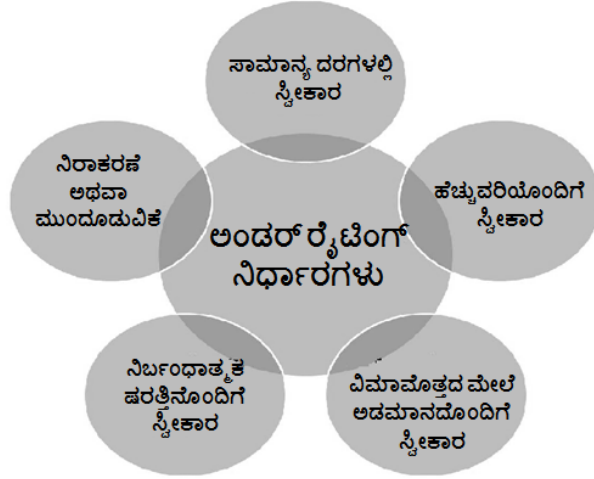 ಸಾಮಾನ್ಯ ದರಗಳಲ್ಲಿ
ಸ್ವೀಕಾರ
ನಿರಾಕರಣೆ
ಅಥವಾ
ಮುಂದೂಡುವಿಕೆ
ಹೆಚ್ಚುವರಿಯೊಂದಿಗೆ
ಸ್ವೀಕಾರ
ಅಂಡರ್ ರೈಟಿಂಗ್
ನಿರ್ಧಾರಗಳು
ನಿರ್ಬಂಧಾತ್ಮಕ
ಷರತ್ತಿನೊಂದಿಗೆ
ಸ್ವೀಕಾರ
ವಿಮಾಮೊತ್ತದ ಮೇಲೆ
ಅಡಮಾನದೊಂದಿಗೆ
ಸ್ವೀಕಾರ